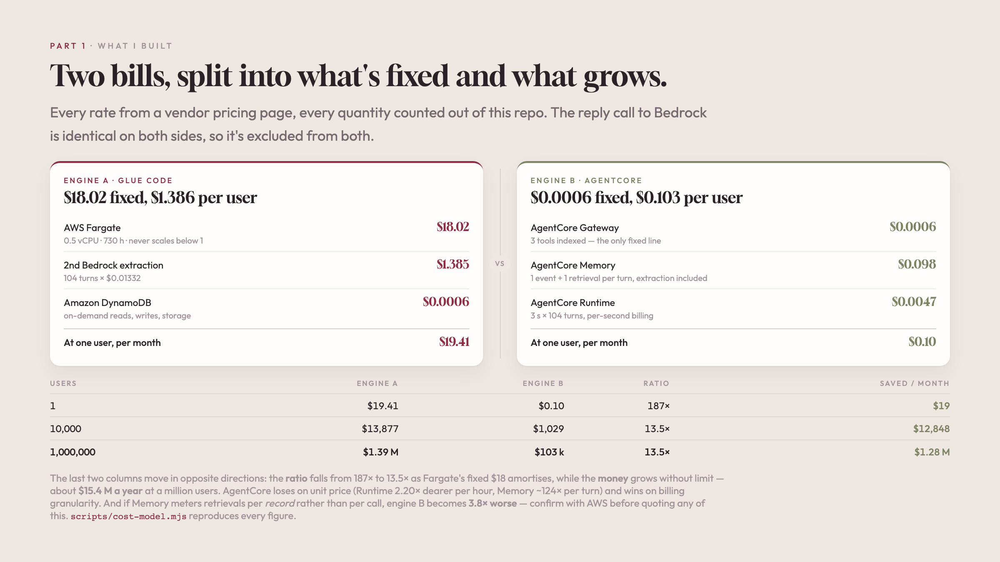 PART 1 · WHAT I BUILT
Two bills, split into what's fixed and what grows.
Every rate from a vendor pricing page, every quantity counted out of this repo. The reply call to Bedrock
is identical on both sides, so it's excluded from both.
ENGINE A · GLUE CODE
$18.02 fixed, $1.386 per user
AWS Fargate $18.02
0.5 vCPU · 730 h · never scales below 1
2nd Bedrock extraction $1.385
104 turns × $0.01332
Amazon DynamoDB $0.0006
on-demand reads, writes, storage
At one user, per month $19.41
VS
ENGINE B · AGENTCORE
$0.0006 fixed, $0.103 per user
AgentCore Gateway $0.0006
3 tools indexed — the only fixed line
AgentCore Memory $0.098
1 event + 1 retrieval per turn, extraction included
AgentCore Runtime $0.0047
3 s × 104 turns, per-second billing
At one user, per month $0.10
USERS ENGINE A ENGINE B RATIO SAVED / MONTH
1 $19.41 $0.10 187× $19
10,000 $13,877 $1,029 13.5× $12,848
1,000,000 $1.39 M $103 k 13.5× $1.28 M
The last two columns move in opposite directions: the ratio falls from 187× to 13.5× as Fargate's fixed $18 amortises, while the money grows without limit —
about $15.4 M a year at a million users. AgentCore loses on unit price (Runtime 2.20× dearer per hour, Memory ~124× per turn) and wins on billing
granularity. And if Memory meters retrievals per record rather than per call, engine B becomes 3.8× worse — confirm with AWS before quoting any of
this. scripts/cost-model.mjs reproduces every figure.